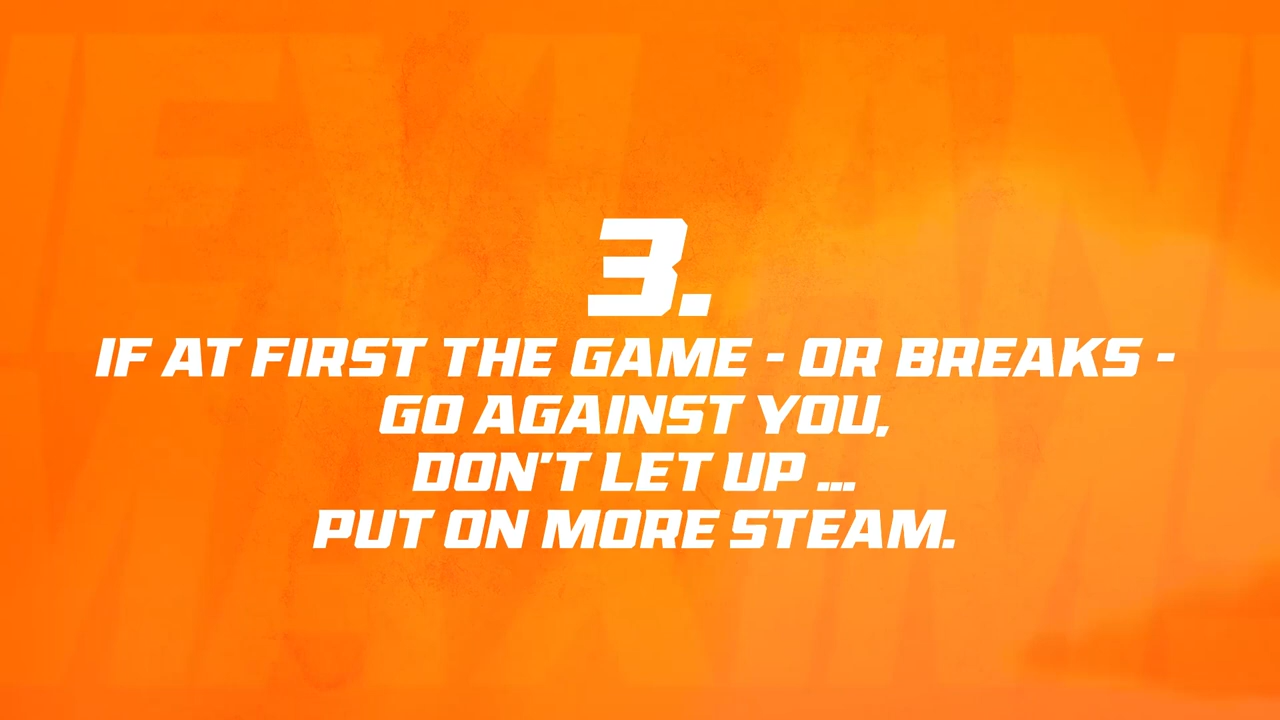 3.
IF AT FIRST THE GAME - OR BREAKS -
GO AGAINST YOU,
DON'T LET UP ...
PUT ON MORE STEAM.